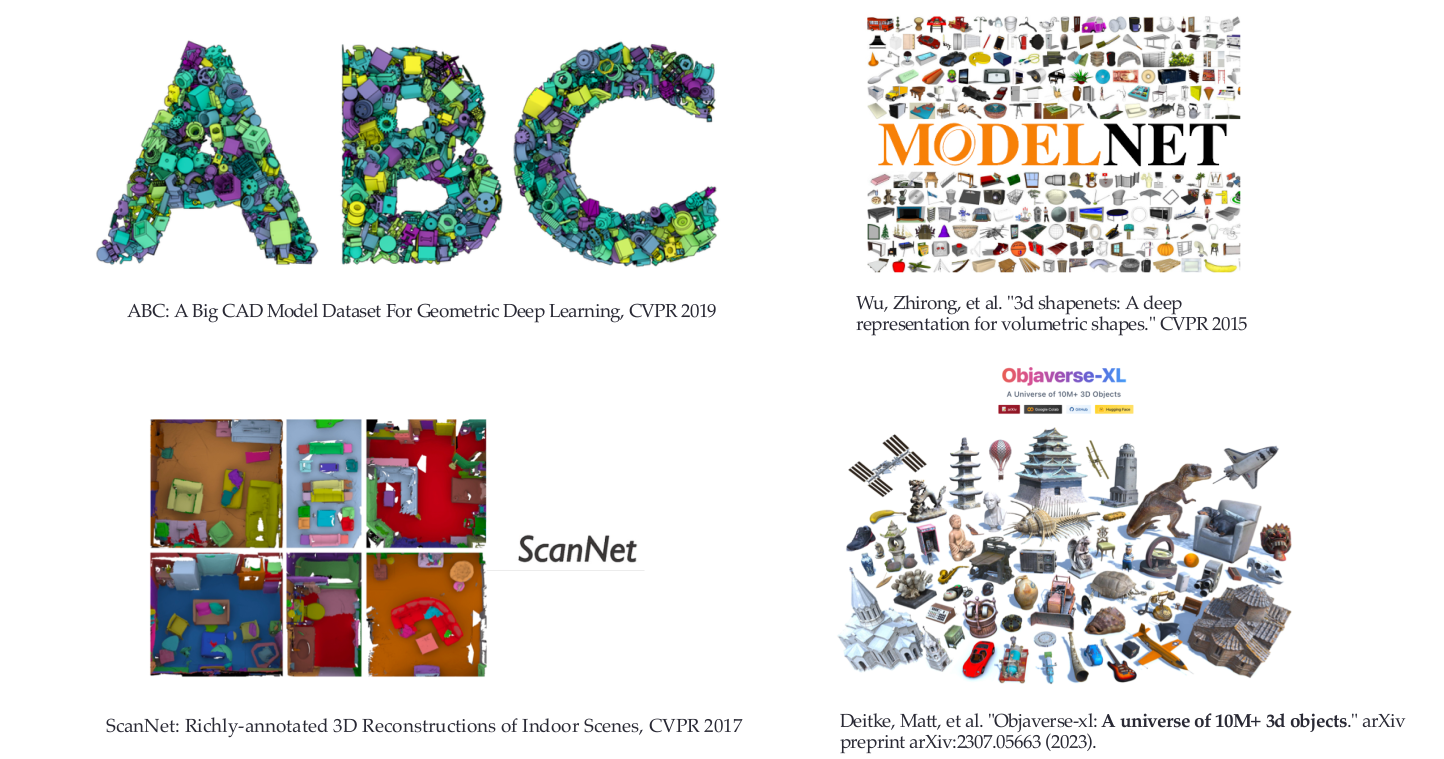 ABC
ABC: A Big CAD Model Dataset For Geometric Deep Learning, CVPR 2019
MODELNET
Wu, Zhirong, et al. "3d shapenets: A deep
representation for volumetric shapes." CVPR 2015
ScanNet
ScanNet: Richly-annotated 3D Reconstructions of Indoor Scenes, CVPR 2017
Objaverse-XL
A Universe of 10M+ 3D Objects
arXiv Google Colab GitHub Hugging Face
Deitke, Matt, et al. "Objaverse-xl: A universe of 10M+ 3d objects." arXiv
preprint arXiv:2307.05663 (2023).